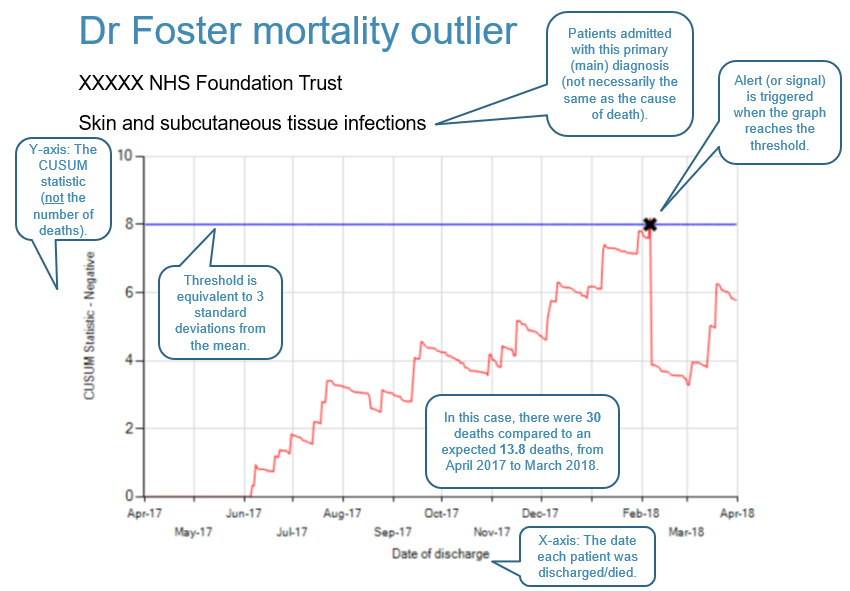 Dr Foster mortality outlier
XXXXX NHS Foundation Trust
Skin and subcutaneous tissue infections
Patients admitted
with this primary
(main) diagnosis
(not necessarily the
same as the cause
of death).
Alert (or signal)
is triggered
when the graph
reaches the
threshold.
Y-axis: The
CUSUM
statistic
(not the
number of
deaths).
Threshold is
equivalent to 3
standard
deviations from
the mean.
In this case, there were 30
deaths compared to an
expected 13.8 deaths, from
April 2017 to March 2018.
CUSUM Statistic - Negative
10
8
6
4
2
0
Apr-17
May-17
Jun-17
Jul-17
Aug-17
Sep-17
Oct-17
Nov-17
Dec-17
Feb-18
Mar-18
Apr-18
Date of discharge
X-axis: The date
each patient was
discharged/died.